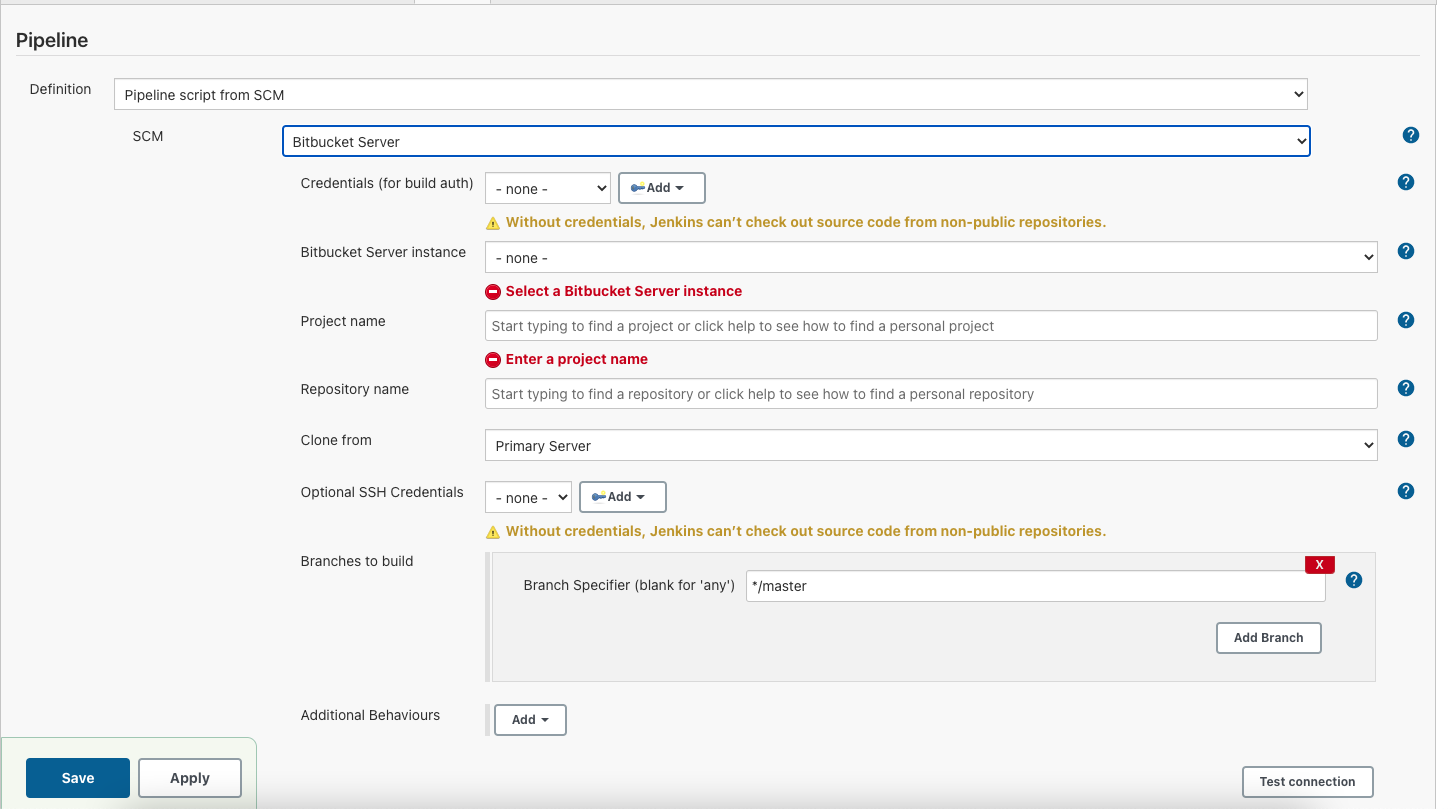 Pipeline
Definition
Pipeline script from SCM
SCM
Bitbucket Server
?
Credentials (for build auth)
- none -
Add
?
Without credentials, Jenkins can’t check out source code from non-public repositories.
Bitbucket Server instance
- none -
?
Select a Bitbucket Server instance
Project name
Start typing to find a project or click help to see how to find a personal project
?
Enter a project name
Repository name
Start typing to find a repository or click help to see how to find a personal repository
?
Clone from
Primary Server
?
Optional SSH Credentials
- none -
Add
?
Without credentials, Jenkins can’t check out source code from non-public repositories.
Branches to build
X
Branch Specifier (blank for 'any')
*/master
?
Add Branch
Additional Behaviours
Add
Save
Apply
Test connection